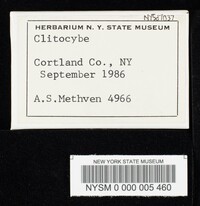 HERBARIUM N. Y. STATE MUSEUM
Clitocybe
Cortland Co., NY
September 1986
A.S.Methven 4966
NEW YORK STATE MUSEUM
NYSM 0 000 005 460